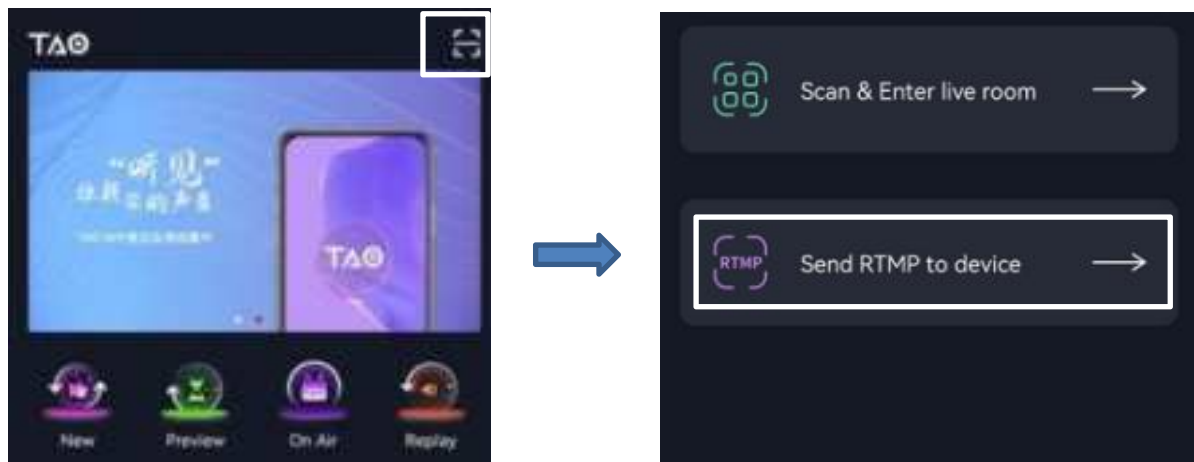 TAO
"听见"
TAO
New
Preview
On Air
Replay
Scan & Enter live room
RTMP
Send RTMP to device